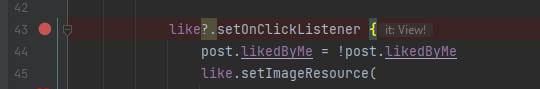 42
43 like?.setOnClickListener { it: View!
44 post.likedByMe = !post.likedByMe
45 like.setImageResource(